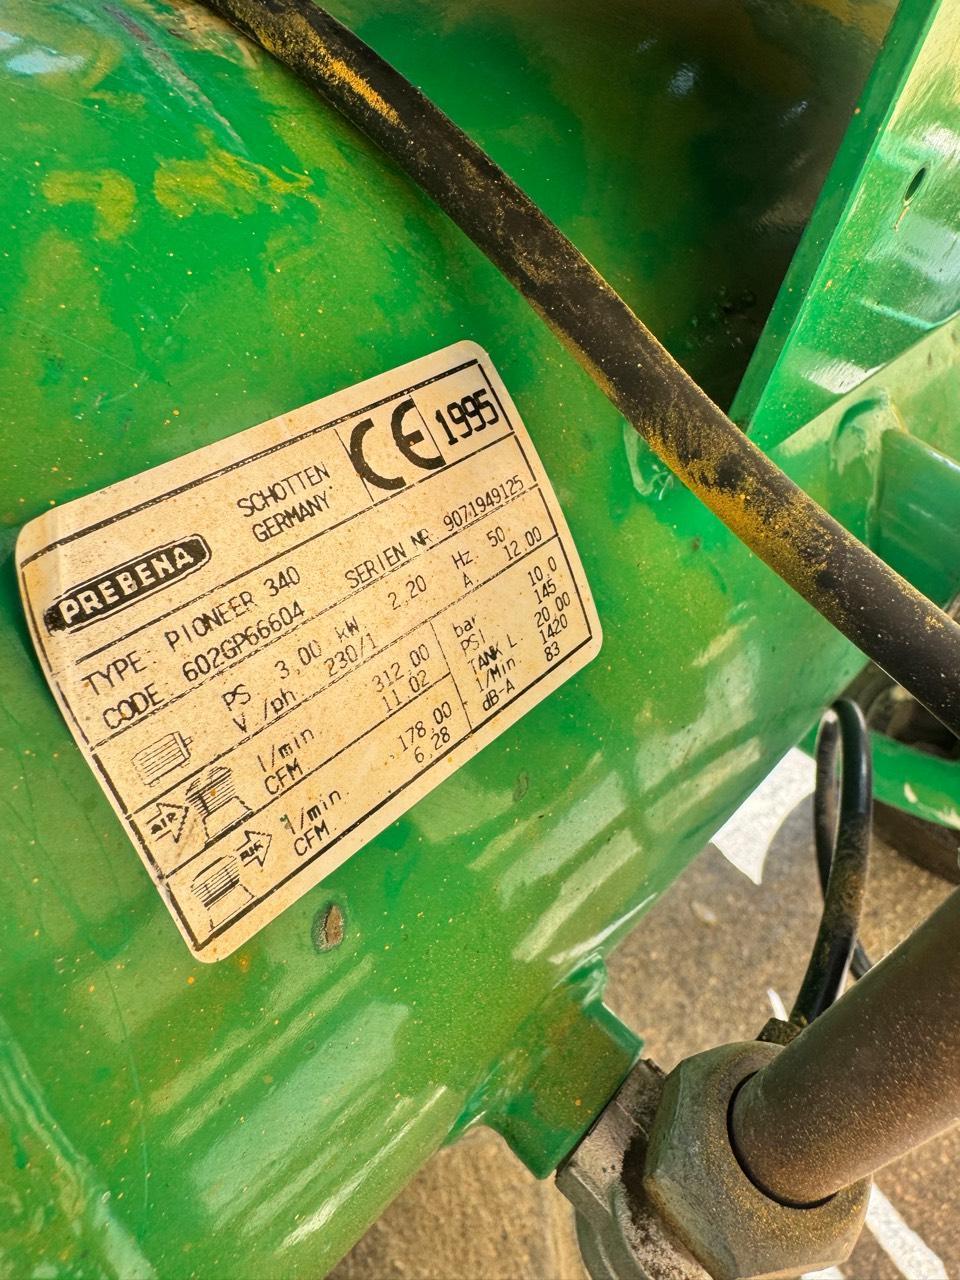 PREBENA
SCHOTTEN
GERMANY
CE
1995
TYPE PIONEER 340
SERIEN NR. 9071949125
CODE 602GP66604
PS 3,00 kW 2.20 Hz. 50
V /ph. 230/1 A. 12.00
AIR l/min 312.00
CFM 11.02
AIR l/min. 178.00
CFM 6.28
bar 10.0
PSI 145.
TANK L. 20.00
1/Min. 1420
dB-A 83